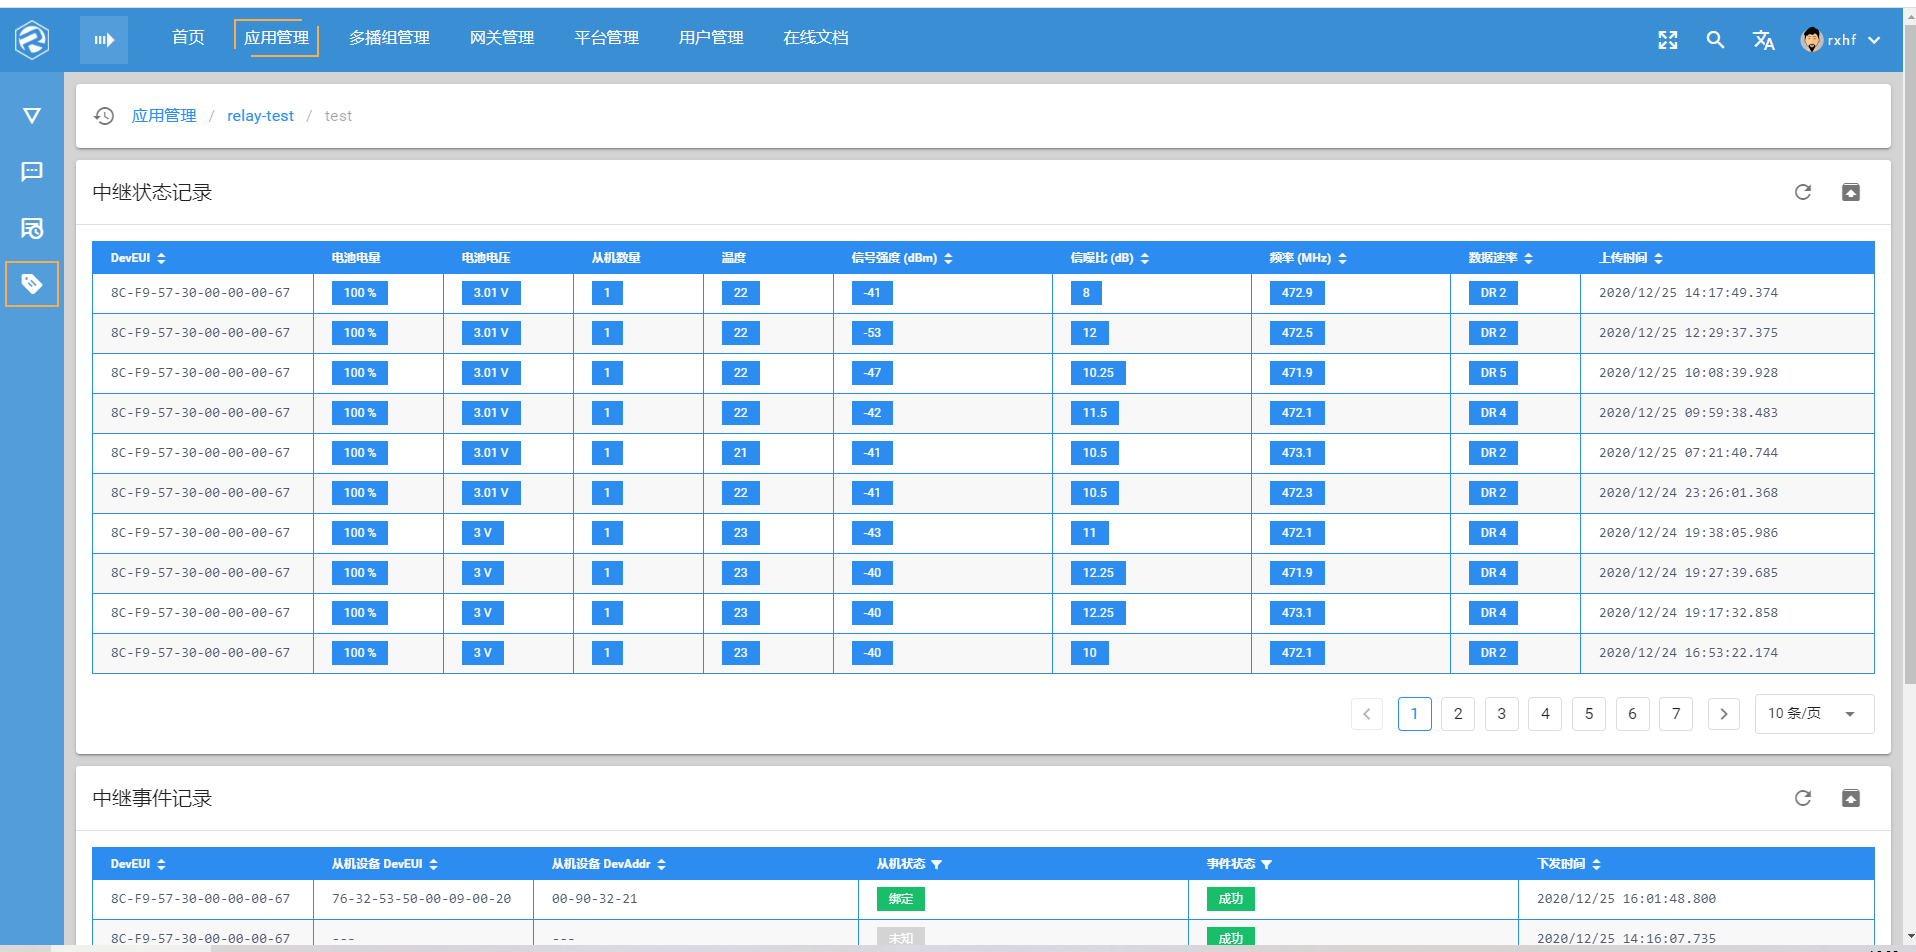 首页 应用管理 多播组管理 网关管理 平台管理 用户管理 在线文档 rxhf
应用管理 / relay-test / test
中继状态记录
DevEUI 电池电量 电池电压 从机数量 温度 信号强度 (dBm) 信噪比 (dB) 频率 (MHz) 数据速率 上传时间
8C-F9-57-30-00-00-00-67 100 % 3.01 V 1 22 -41 8 472.9 DR 2 2020/12/25 14:17:49.374
8C-F9-57-30-00-00-00-67 100 % 3.01 V 1 22 -53 12 472.5 DR 2 2020/12/25 12:29:37.375
8C-F9-57-30-00-00-00-67 100 % 3.01 V 1 22 -47 10.25 471.9 DR 5 2020/12/25 10:08:39.928
8C-F9-57-30-00-00-00-67 100 % 3.01 V 1 22 -42 11.5 472.1 DR 4 2020/12/25 09:59:38.483
8C-F9-57-30-00-00-00-67 100 % 3.01 V 1 21 -41 10.5 473.1 DR 2 2020/12/25 07:21:40.744
8C-F9-57-30-00-00-00-67 100 % 3.01 V 1 22 -41 10.5 472.3 DR 2 2020/12/24 23:26:01.368
8C-F9-57-30-00-00-00-67 100 % 3 V 1 23 -43 11 472.1 DR 4 2020/12/24 19:38:05.986
8C-F9-57-30-00-00-00-67 100 % 3 V 1 23 -40 12.25 471.9 DR 4 2020/12/24 19:27:39.685
8C-F9-57-30-00-00-00-67 100 % 3 V 1 23 -40 12.25 473.1 DR 4 2020/12/24 19:17:32.858
8C-F9-57-30-00-00-00-67 100 % 3 V 1 23 -40 10 472.1 DR 2 2020/12/24 16:53:22.174
1 2 3 4 5 6 7 10 条/页
中继事件记录
DevEUI 从机设备 DevEUI 从机设备 DevAddr 从机状态 事件状态 下发时间
8C-F9-57-30-00-00-00-67 76-32-53-50-00-09-00-20 00-90-32-21 绑定 成功 2020/12/25 16:01:48.800
8C-F9-57-30-00-00-00-67 --- --- 未知 成功 2020/12/25 14:16:07.735